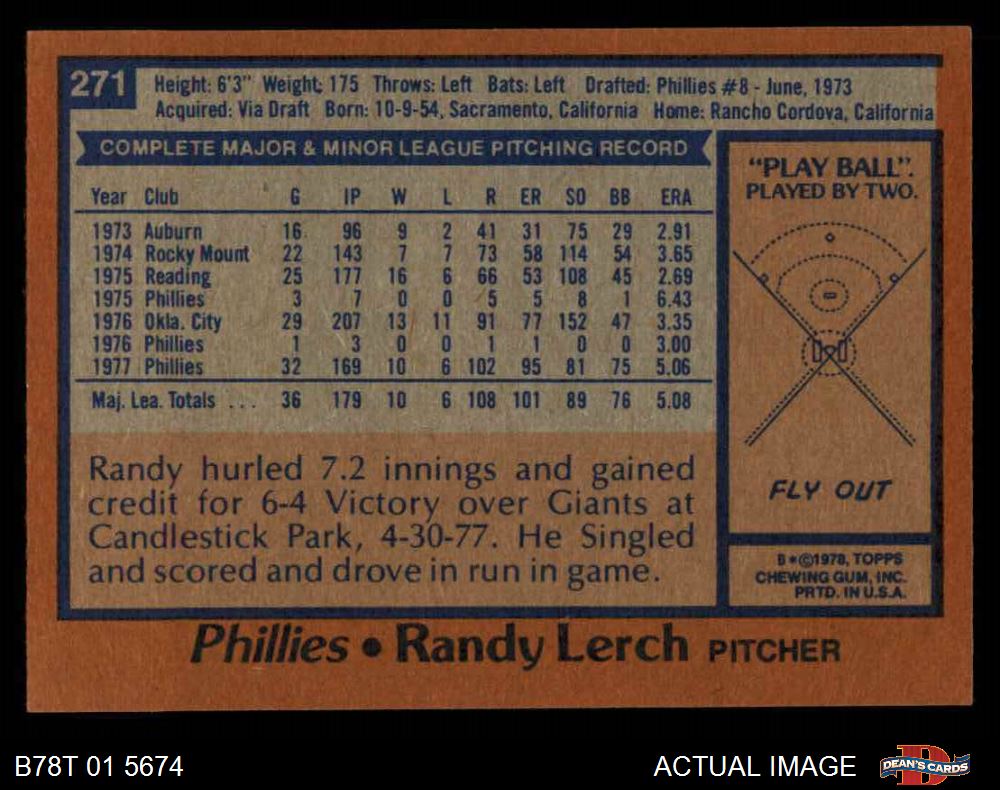 271
Height: 6'3" Weight: 175 Throws: Left Bats: Left Drafted: Phillies #8 - June, 1973
Acquired: Via Draft Born: 10-9-54, Sacramento, California Home: Rancho Cordova, California
COMPLETE MAJOR & MINOR LEAGUE PITCHING RECORD
Year Club G IP W L R ER SO BB ERA
1973 Auburn 16 96 9 2 41 31 75 29 2.91
1974 Rocky Mount 22 143 7 7 73 58 114 54 3.65
1975 Reading 25 177 16 6 66 53 108 45 2.69
1975 Phillies 3 7 0 0 5 5 8 1 6.43
1976 Okla. City 29 207 13 11 91 77 152 47 3.35
1976 Phillies 1 3 0 0 1 1 0 0 3.00
1977 Phillies 32 169 10 6 102 95 81 75 5.06
Maj. Lea. Totals ... 36 179 10 6 108 101 89 76 5.08
Randy hurled 7.2 innings and gained
credit for 6-4 Victory over Giants at
Candlestick Park, 4-30-77. He Singled
and scored and drove in run in game.
"PLAY BALL".
PLAYED BY TWO.
FLY OUT
B*©1978, TOPPS
CHEWING GUM, INC.
PRTD. IN U.S.A.
Phillies • Randy Lerch PITCHER
B78T 01 5674
ACTUAL IMAGE
D
DEAN'S CARDS